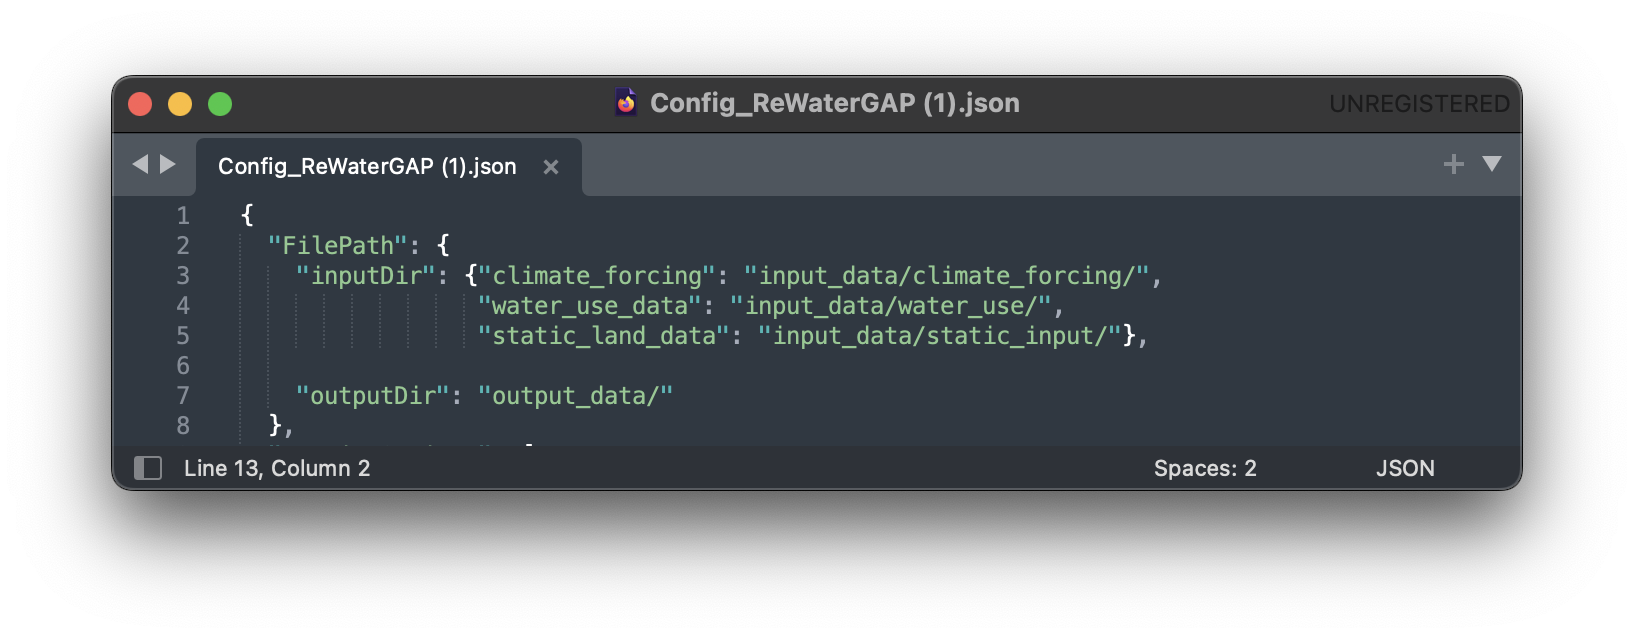 Config_ReWaterGAP (1).json
UNREGISTERED
Config_ReWaterGAP (1).json
1 {
2 "FilePath": {
3 "inputDir": {"climate_forcing": "input_data/climate_forcing/",
4 "water_use_data": "input_data/water_use/",
5 "static_land_data": "input_data/static_input/"},
6
7 "outputDir": "output_data/"
8 },
Line 13, Column 2
Spaces: 2
JSON